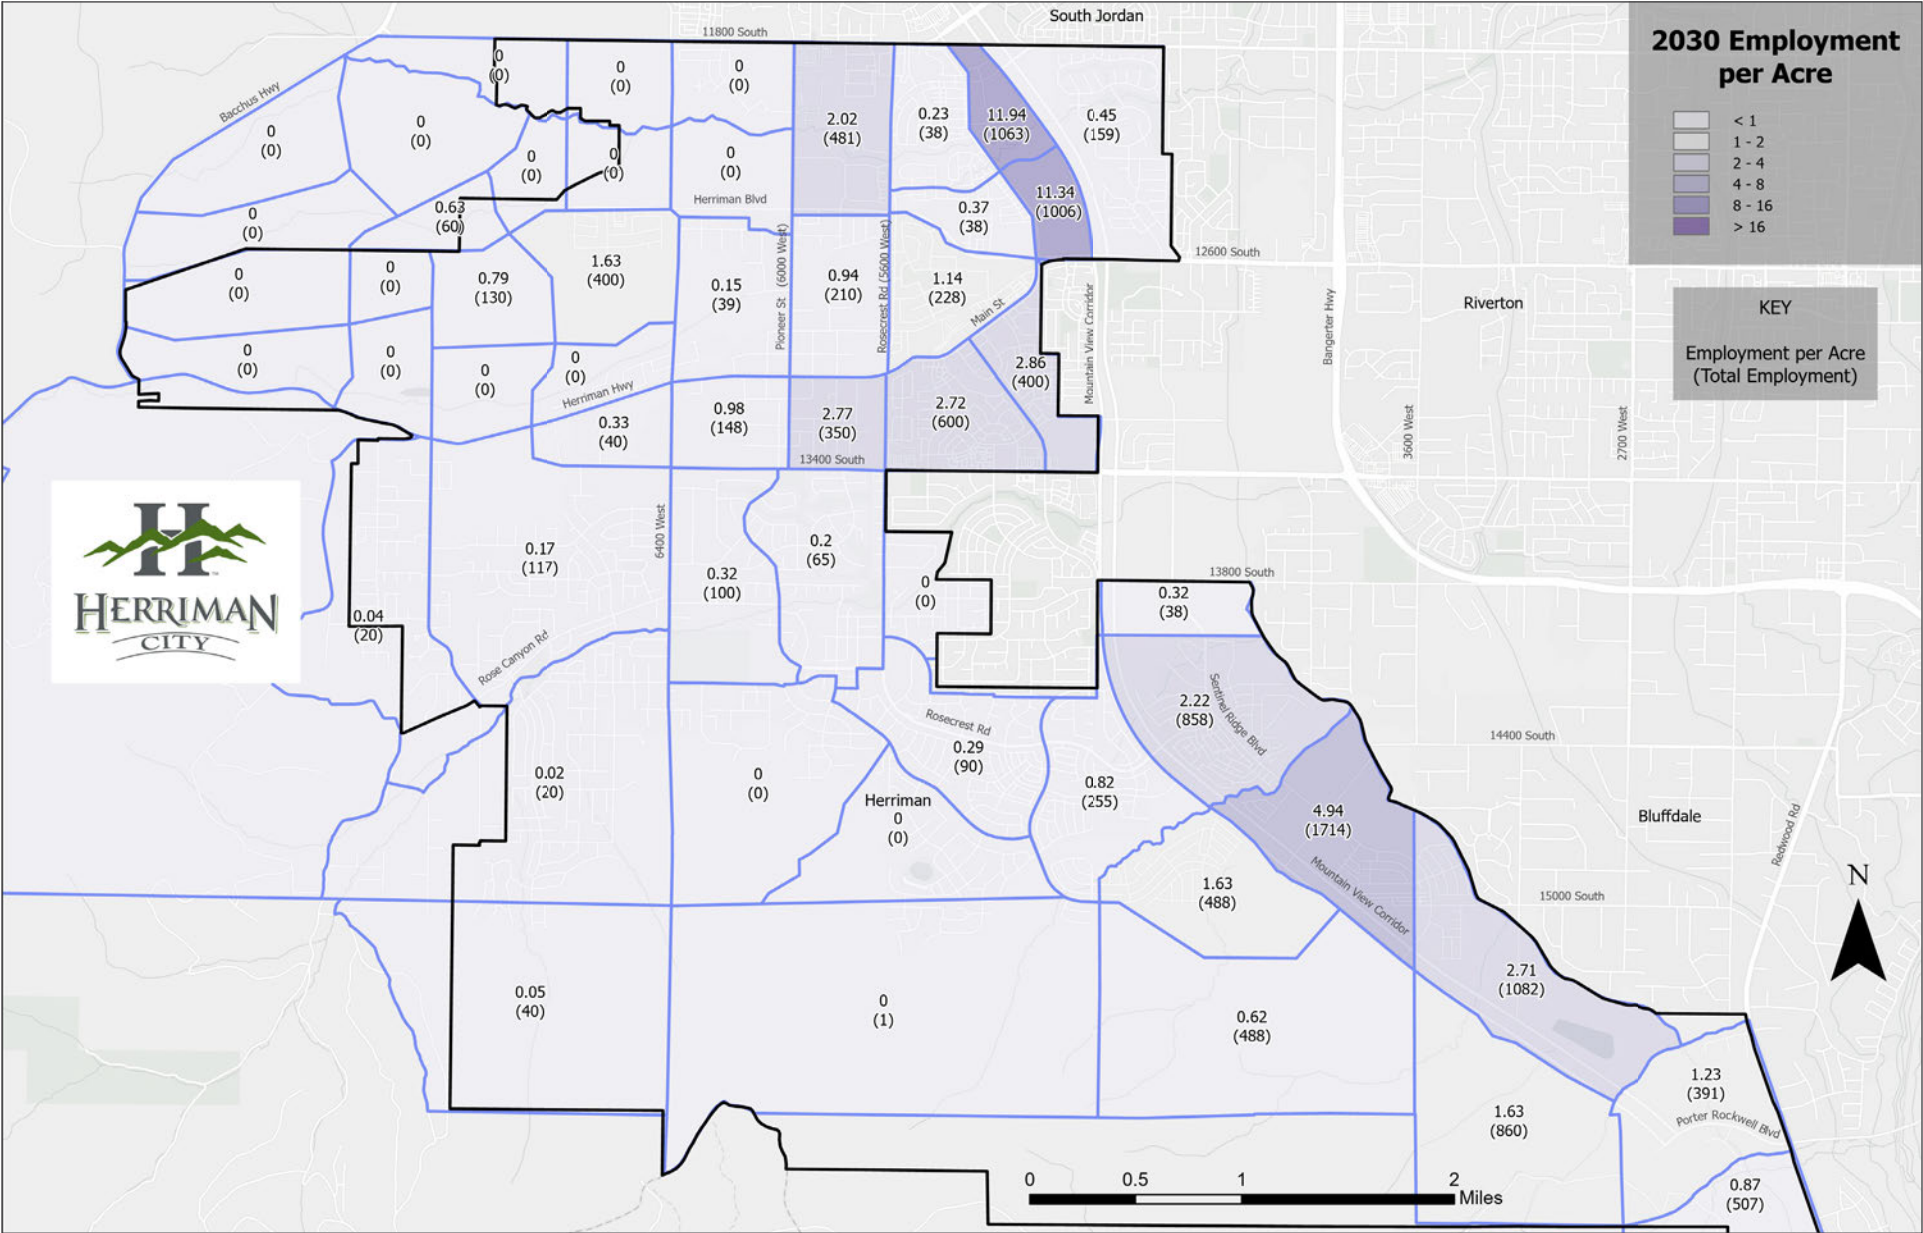 South Jordan
2030 Employment
per Acre
< 1
1 - 2
2 - 4
4 - 8
8 - 16
> 16
KEY
Employment per Acre
(Total Employment)
11800 South
Bacchus Hwy
0
(0)
0
(0)
0
(0)
2.02
(481)
0.23
(38)
11.94
(1063)
0.45
(159)
0
(0)
0
(0)
0
(0)
0
(0)
0
(0)
Herriman Blvd
11.34
(1006)
0
(0)
0.63
(60)
0.37
(38)
12600 South
0
(0)
0
(0)
0.79
(130)
1.63
(400)
0.15
(39)
Pioneer St (6000 West)
0.94
(210)
Rosecrest Rd (5600 West)
1.14
(228)
Main St
Mountain View Corridor
Bangerter Hwy
Riverton
0
(0)
0
(0)
0
(0)
0
(0)
Herriman Hwy
2.86
(400)
0.33
(40)
0.98
(148)
2.77
(350)
2.72
(600)
13400 South
3600 West
2700 West
HERRIMAN
CITY
0.04
(20)
0.17
(117)
6400 West
0.32
(100)
0.2
(65)
0
(0)
13800 South
0.32
(38)
Rose Canyon Rd
Rosecrest Rd
2.22
(858)
Sentinel Ridge Blvd
14400 South
0.02
(20)
0
(0)
0.29
(90)
Herriman
0
(0)
0.82
(255)
4.94
(1714)
Bluffdale
Redwood Rd
Mountain View Corridor
1.63
(488)
15000 South
N
0.05
(40)
0
(1)
0.62
(488)
2.71
(1082)
1.63
(860)
1.23
(391)
Porter Rockwell Blvd
0.87
(507)
0
0.5
1
2
Miles